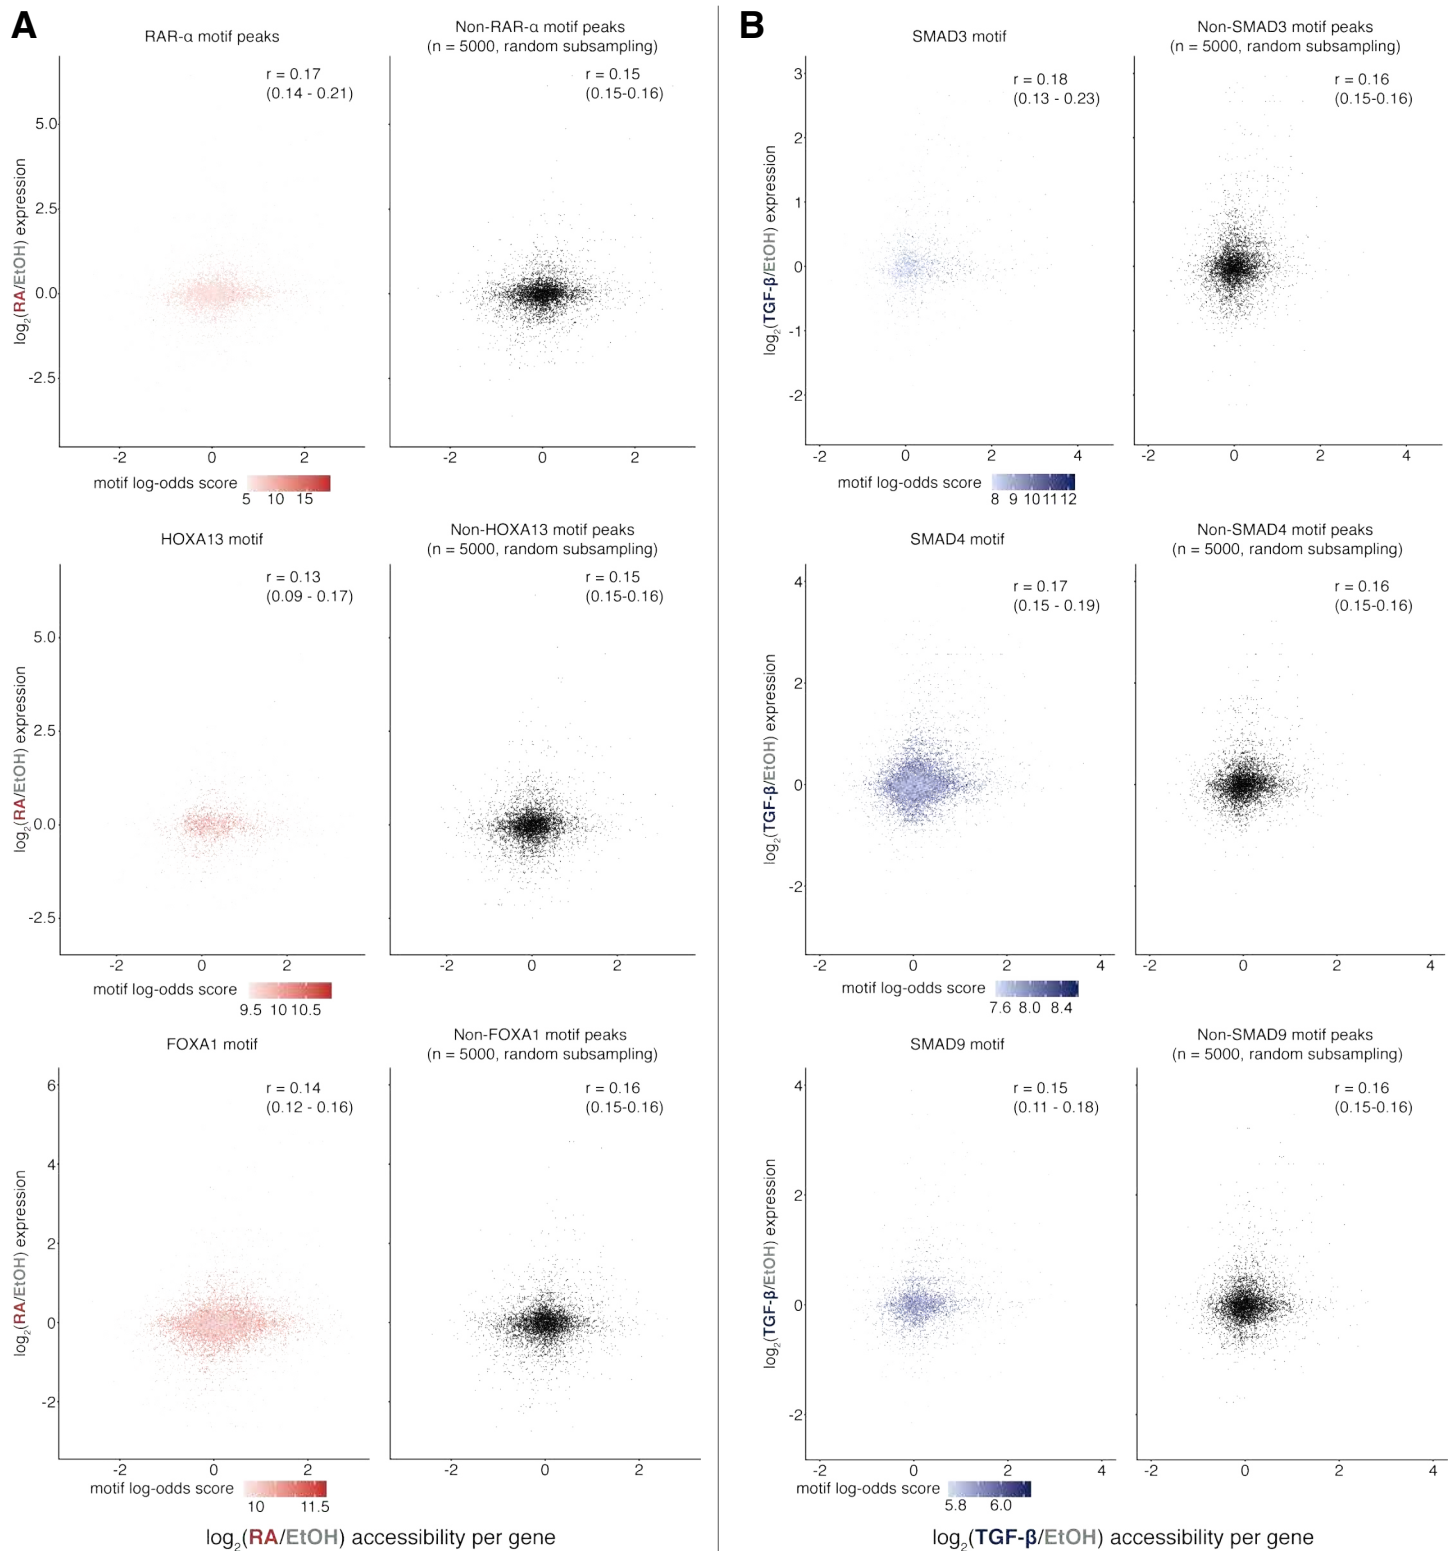 A
RAR-α motif peaks
Non-RAR-α motif peaks
(n = 5000, random subsampling)
r = 0.17
(0.14 - 0.21)
r = 0.15
(0.15-0.16)
log2(RA/EtOH) expression
5.0
2.5
0.0
-2.5
-2 0 2
-2 0 2
motif log-odds score
5 10 15
HOXA13 motif
Non-HOXA13 motif peaks
(n = 5000, random subsampling)
r = 0.13
(0.09 - 0.17)
r = 0.15
(0.15-0.16)
log2(RA/EtOH) expression
5.0
2.5
0.0
-2.5
-2 0 2
-2 0 2
motif log-odds score
9.5 10 10.5
FOXA1 motif
Non-FOXA1 motif peaks
(n = 5000, random subsampling)
r = 0.14
(0.12 - 0.16)
r = 0.16
(0.15-0.16)
log2(RA/EtOH) expression
6
4
2
0
-2
-2 0 2
-2 0 2
motif log-odds score
10 11.5
log2(RA/EtOH) accessibility per gene
B
SMAD3 motif
Non-SMAD3 motif peaks
(n = 5000, random subsampling)
r = 0.18
(0.13 - 0.23)
r = 0.16
(0.15-0.16)
log2(TGF-β/EtOH) expression
3
2
1
0
-1
-2
-2 0 2 4
-2 0 2 4
motif log-odds score
8 9 10 11 12
SMAD4 motif
Non-SMAD4 motif peaks
(n = 5000, random subsampling)
r = 0.17
(0.15 - 0.19)
r = 0.16
(0.15-0.16)
log2(TGF-β/EtOH) expression
4
2
0
-2
-2 0 2 4
-2 0 2 4
motif log-odds score
7.6 8.0 8.4
SMAD9 motif
Non-SMAD9 motif peaks
(n = 5000, random subsampling)
r = 0.15
(0.11 - 0.18)
r = 0.16
(0.15-0.16)
log2(TGF-β/EtOH) expression
4
2
0
-2
-2 0 2 4
-2 0 2 4
motif log-odds score
5.8 6.0
log2(TGF-β/EtOH) accessibility per gene